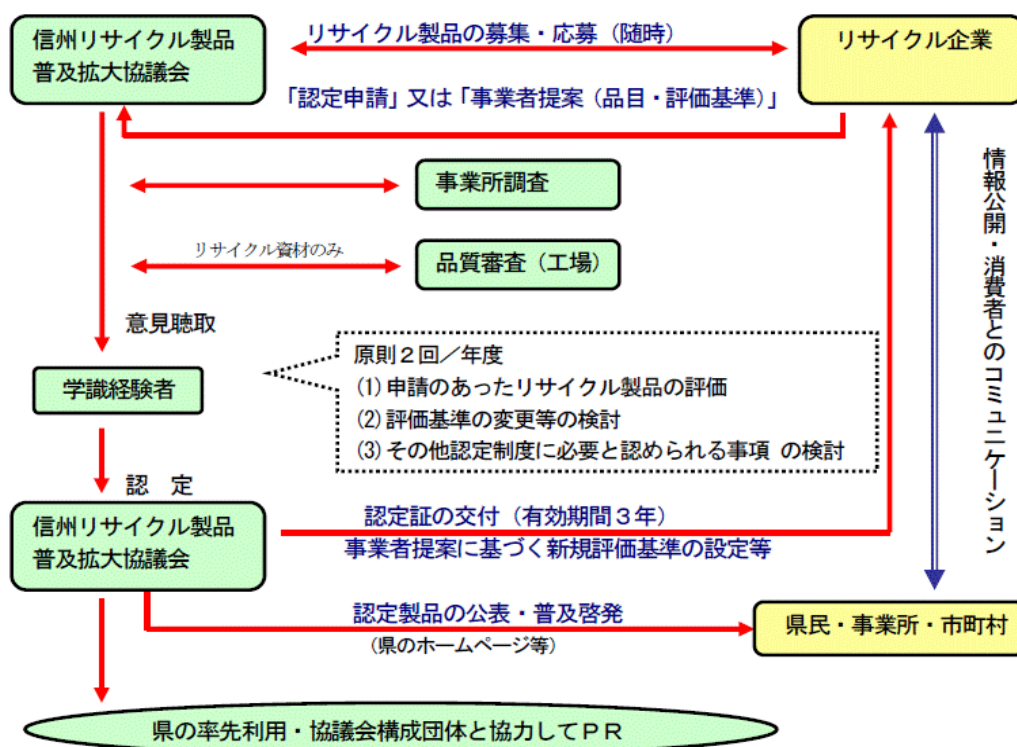 信州リサイクル製品
普及拡大協議会
リサイクル製品の募集・応募（随時）
リサイクル企業
「認定申請」又は「事業者提案（品目・評価基準）」
事業所調査
リサイクル資材のみ
品質審査（工場）
情報公開・消費者とのコミュニケーション
意見聴取
学識経験者
原則２回／年度
(1) 申請のあったリサイクル製品の評価
(2) 評価基準の変更等の検討
(3) その他認定制度に必要と認められる事項 の検討
認　定
信州リサイクル製品
普及拡大協議会
認定証の交付（有効期間３年）
事業者提案に基づく新規評価基準の設定等
認定製品の公表・普及啓発
（県のホームページ等）
県民・事業所・市町村
県の率先利用・協議会構成団体と協力してＰＲ